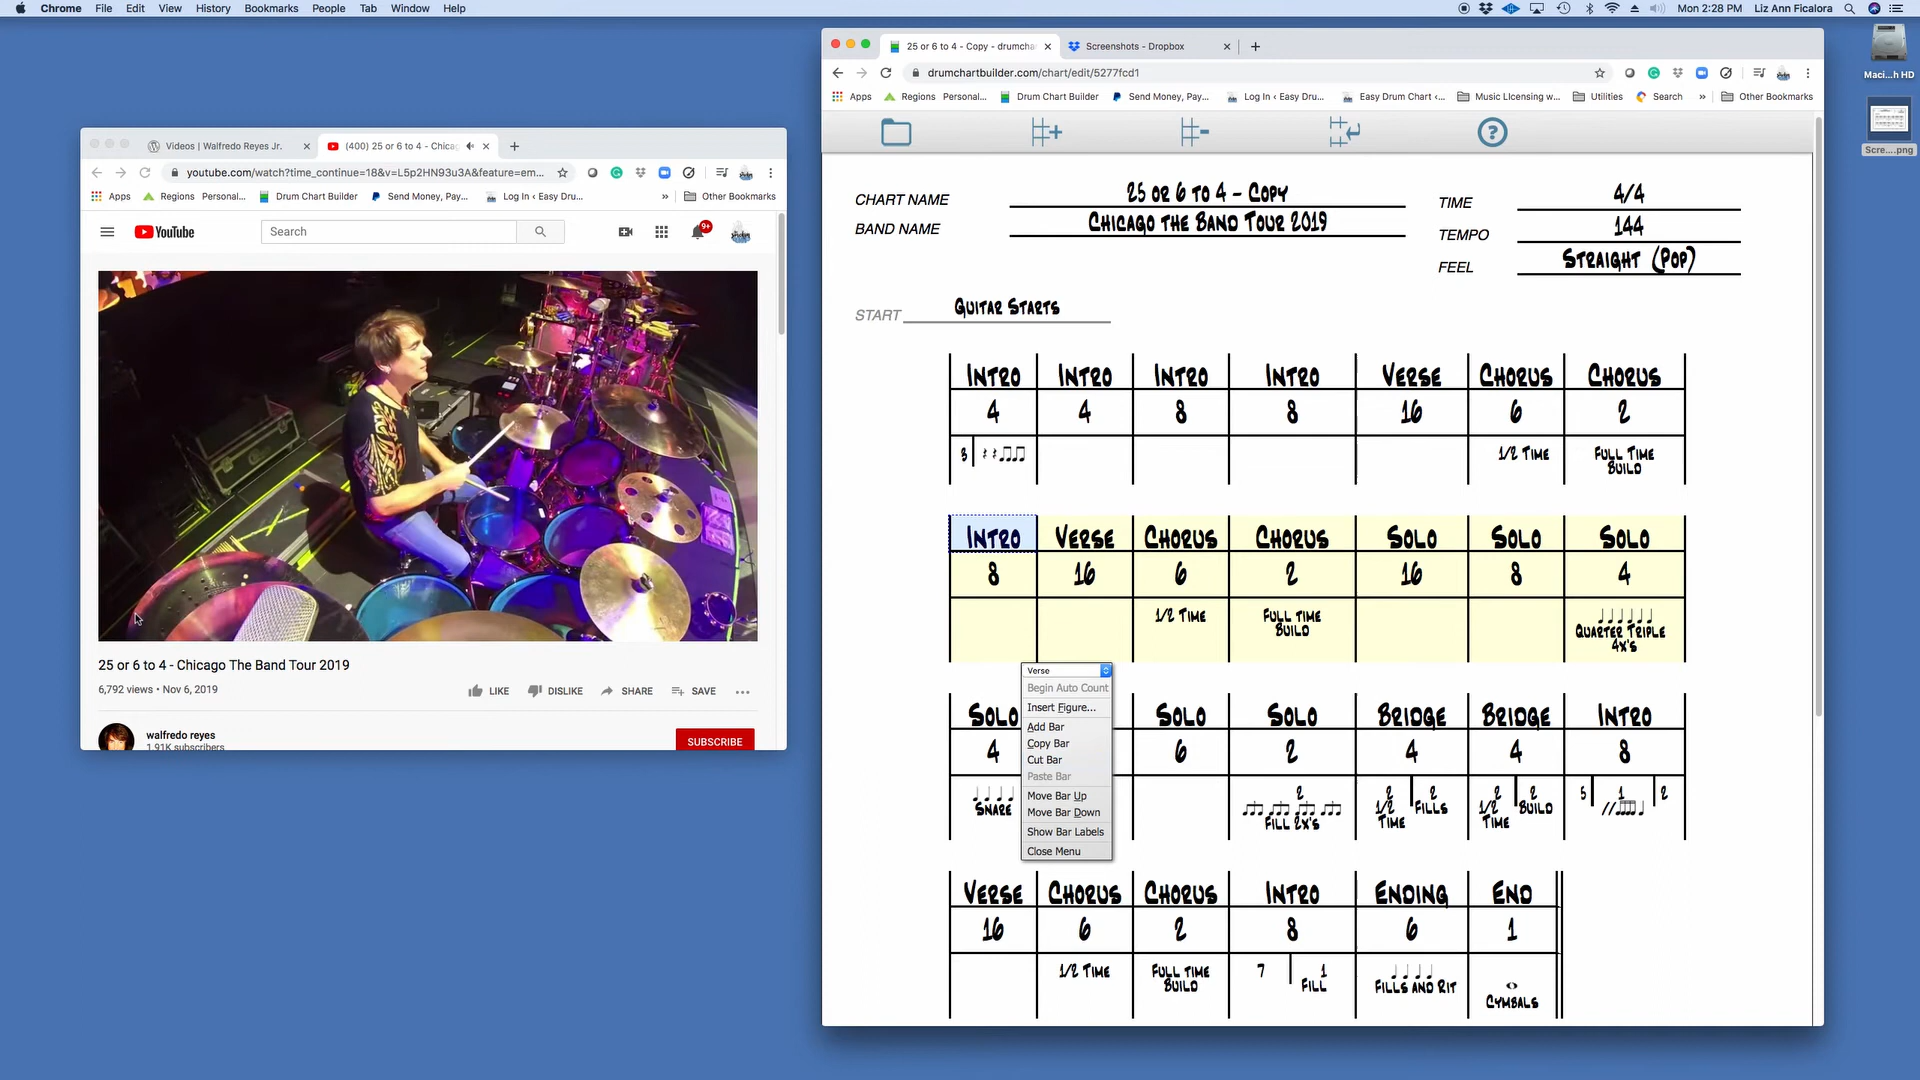 Chrome File Edit View History Bookmarks People Tab Window Help
Mon 2:28 PM Liz Ann Ficalora
Maci...h HD
Scre....png
Videos | Walfredo Reyes Jr.
(400) 25 or 6 to 4 - Chicag
youtube.com/watch?time_continue=18&v=L5p2HN93u3A&feature=em...
Apps Regions Personal... Drum Chart Builder Send Money, Pay... Log In ‹ Easy Dru... » Other Bookmarks
YouTube
Search
9+
25 or 6 to 4 - Chicago The Band Tour 2019
6,792 views • Nov 6, 2019
LIKE DISLIKE SHARE SAVE
walfredo reyes
1.91K subscribers
SUBSCRIBE
25 or 6 to 4 - Copy - drumcha
Screenshots - Dropbox
drumchartbuilder.com/chart/edit/5277fcd1
Apps Regions Personal... Drum Chart Builder Send Money, Pay... Log In ‹ Easy Dru... Easy Drum Chart ‹... Music LIcensing w... Utilities Search » Other Bookmarks
?
CHART NAME 25 or 6 to 4 - Copy
BAND NAME Chicago the Band Tour 2019
TIME 4/4
TEMPO 144
FEEL Straight (Pop)
START Guitar Starts
Intro Intro Intro Intro Verse Chorus Chorus
4 4 8 8 16 6 2
3 1/2 Time Full Time
Build
Intro Verse Chorus Chorus Solo Solo Solo
8 16 6 2 16 8 4
1/2 Time Full time
Build
Quarter Triple
4x's
Verse
Begin Auto Count
Insert Figure...
Add Bar
Copy Bar
Cut Bar
Paste Bar
Move Bar Up
Move Bar Down
Show Bar Labels
Close Menu
Solo Solo Solo Bridge Bridge Intro
4 6 2 4 4 8
Snare
2
Fill 2x's
2 2
1/2 Fills
Time
2 2
1/2 Build
Time
5 1 2
Verse Chorus Chorus Intro Ending End
16 6 2 8 6 1
1/2 Time Full time
Build
7 1
Fill
Fills and Rit
Cymbals